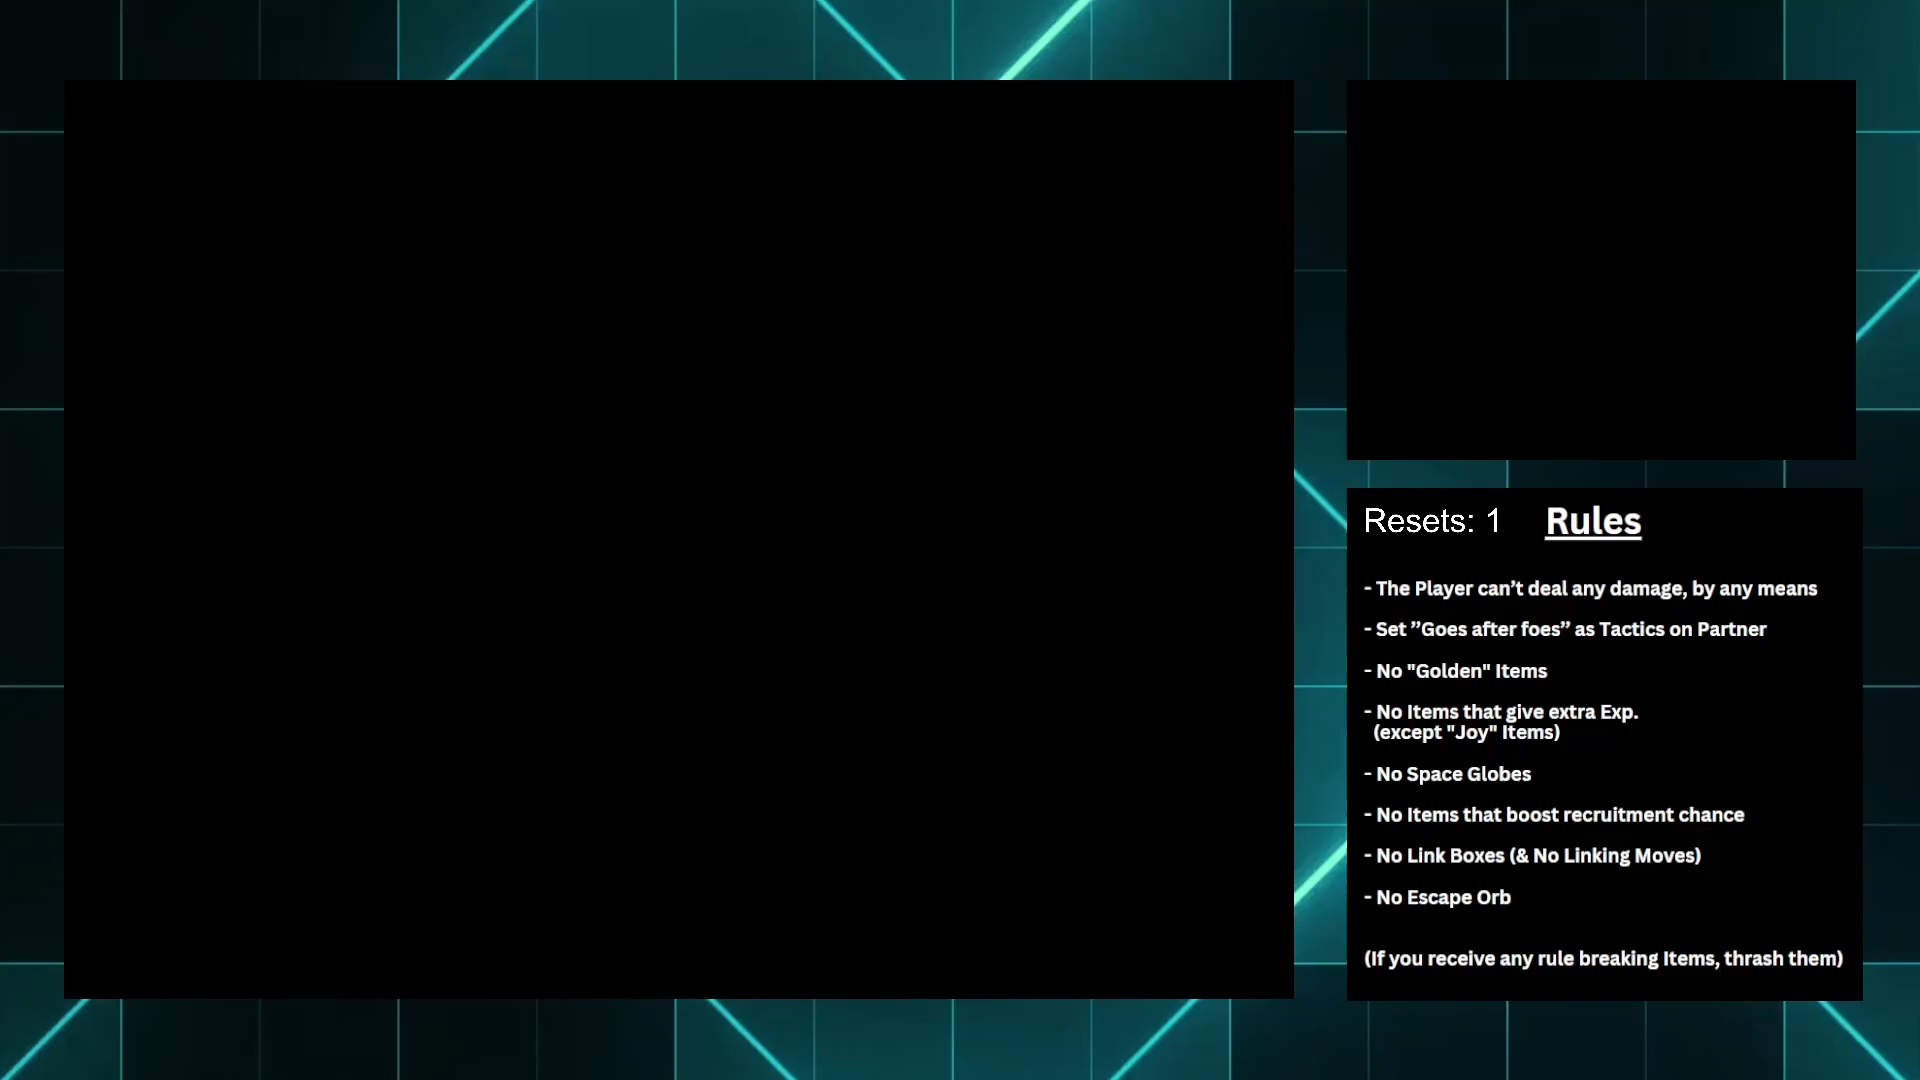 Resets: 1 Rules
- The Player can’t deal any damage, by any means
- Set ”Goes after foes” as Tactics on Partner
- No "Golden" Items
- No Items that give extra Exp.
(except "Joy" Items)
- No Space Globes
- No Items that boost recruitment chance
- No Link Boxes (& No Linking Moves)
- No Escape Orb
(If you receive any rule breaking Items, thrash them)